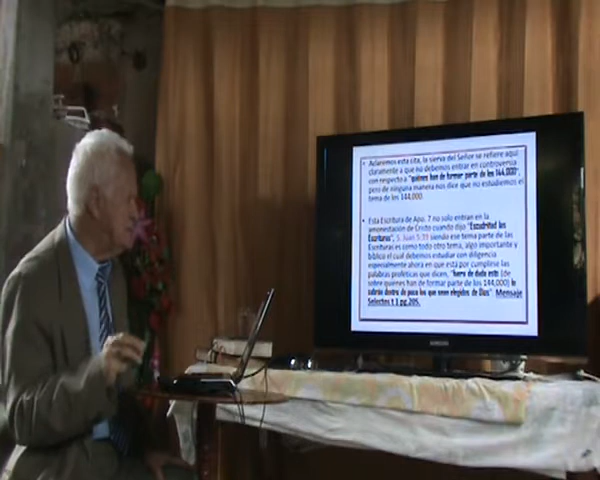 • Aclaremos esta cita, la sierva del Señor se refiere aquí
claramente a que no debemos entrar en controversia
con respecto a "quiénes han de formar parte de los 144,000",
pero de ninguna manera nos dice que no estudiemos el
tema de los 144,000.
• Esta Escritura de Apo. 7 no solo entran en la
amonestación de Cristo cuando dijo "Escudriñad las
Escrituras", S. Juan 5:39 siendo ese tema parte de las
Escrituras es como todo otro tema, algo importante y
bíblico el cual debemos estudiar con diligencia
especialmente ahora en que está por cumplirse las
palabras proféticas que dicen, "fuera de duda esto (de
sobre quienes han de formar parte de los 144,000) lo
sabrán dentro de poco los que sean elegidos de Dios" Mensaje
Selectos t 1 pg.205.
SAMSUNG